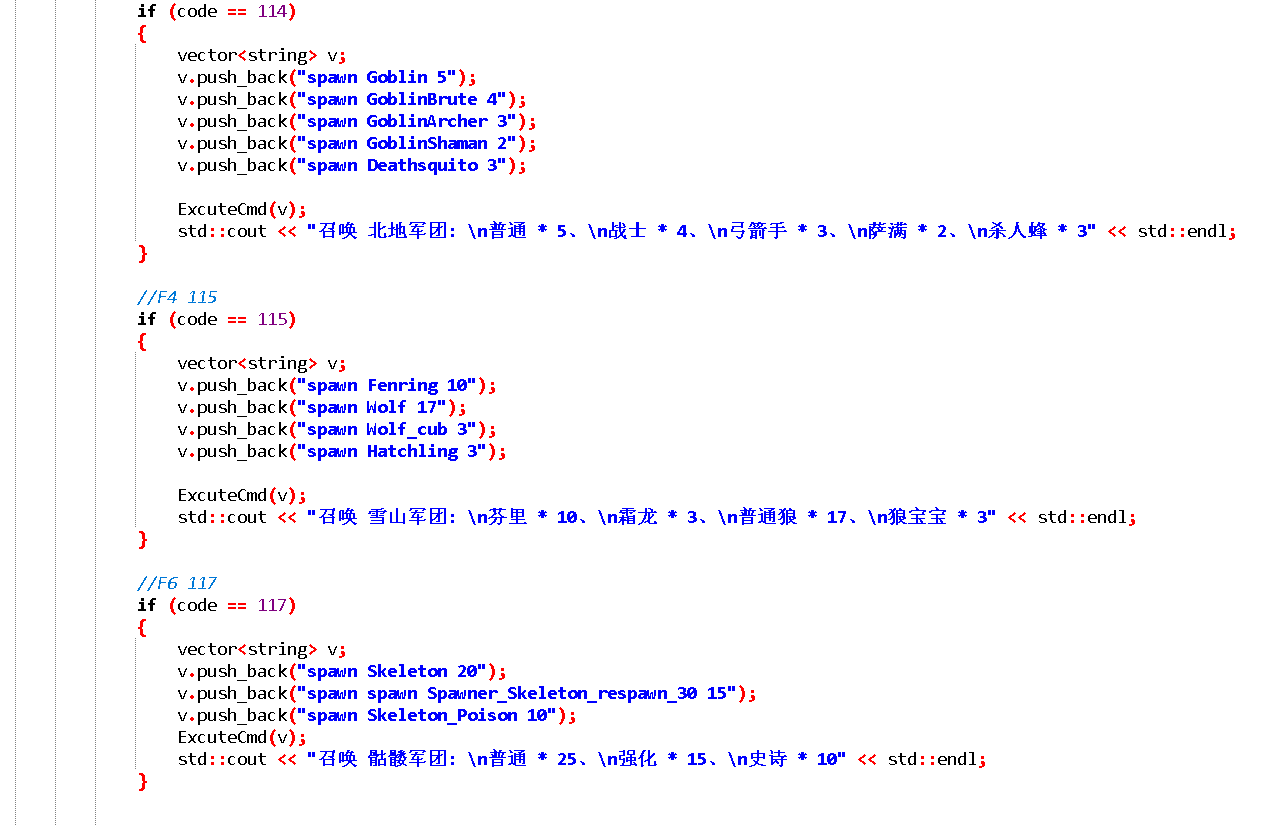 if (code == 114)
{
vector<string> v;
v.push_back("spawn Goblin 5");
v.push_back("spawn GoblinBrute 4");
v.push_back("spawn GoblinArcher 3");
v.push_back("spawn GoblinShaman 2");
v.push_back("spawn Deathsquito 3");
ExcuteCmd(v);
std::cout << "召唤 北地军团: \n普通 * 5、\n战士 * 4、\n弓箭手 * 3、\n萨满 * 2、\n杀人蜂 * 3" << std::endl;
}
//F4 115
if (code == 115)
{
vector<string> v;
v.push_back("spawn Fenring 10");
v.push_back("spawn Wolf 17");
v.push_back("spawn Wolf_cub 3");
v.push_back("spawn Hatchling 3");
ExcuteCmd(v);
std::cout << "召唤 雪山军团: \n芬里 * 10、\n霜龙 * 3、\n普通狼 * 17、\n狼宝宝 * 3" << std::endl;
}
//F6 117
if (code == 117)
{
vector<string> v;
v.push_back("spawn Skeleton 20");
v.push_back("spawn spawn Spawner_Skeleton_respawn_30 15");
v.push_back("spawn Skeleton_Poison 10");
ExcuteCmd(v);
std::cout << "召唤 骷髅军团: \n普通 * 25、\n强化 * 15、\n史诗 * 10" << std::endl;
}